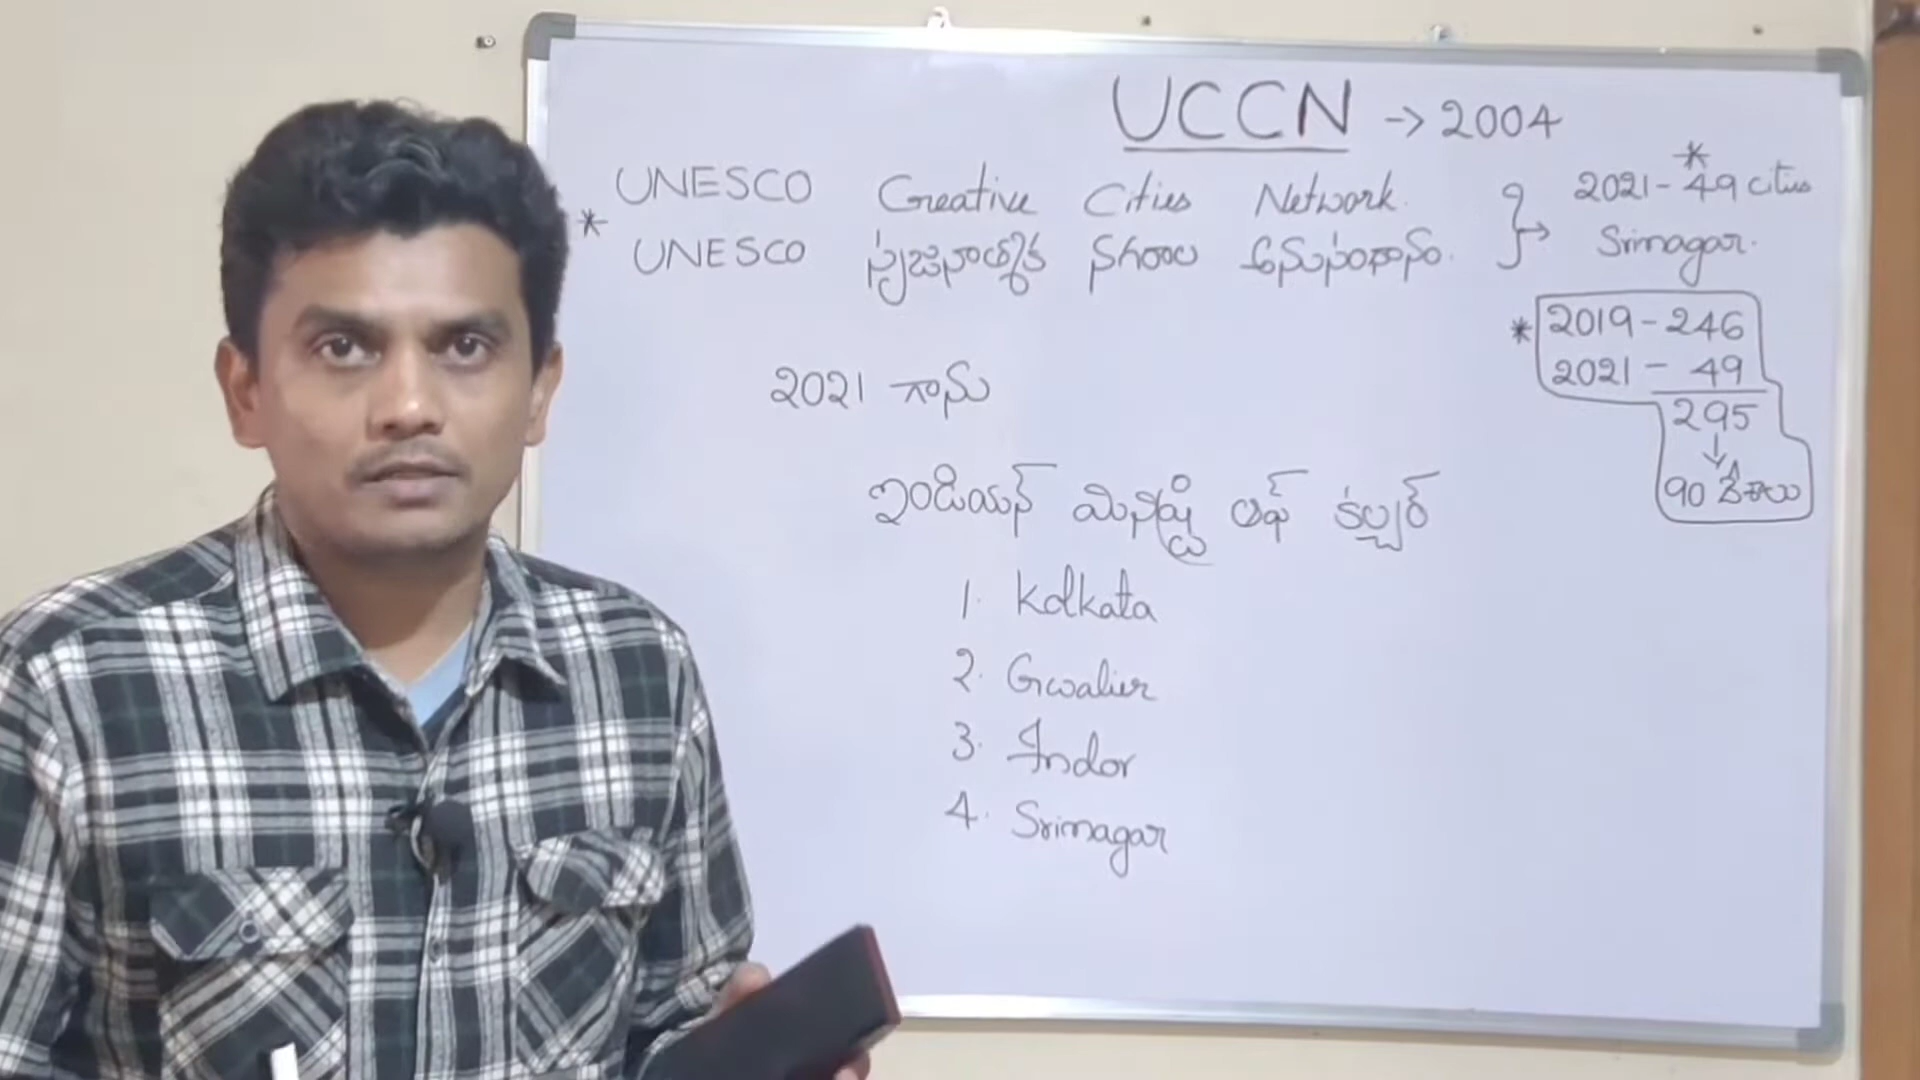 UCCN → 2004
* UNESCO Creative Cities Network.
UNESCO సృజనాత్మక నగరాల అనుసంధానం.
* 2021 - 49 cities
Srinagar.
* 2019 - 246
2021 - 49
295
↓
90 దేశాలు
2021 గాను
ఇండియన్ మినిస్ట్రీ ఆఫ్ కల్చర్
1. Kolkata
2. Gwalier
3. Indor
4. Srinagar